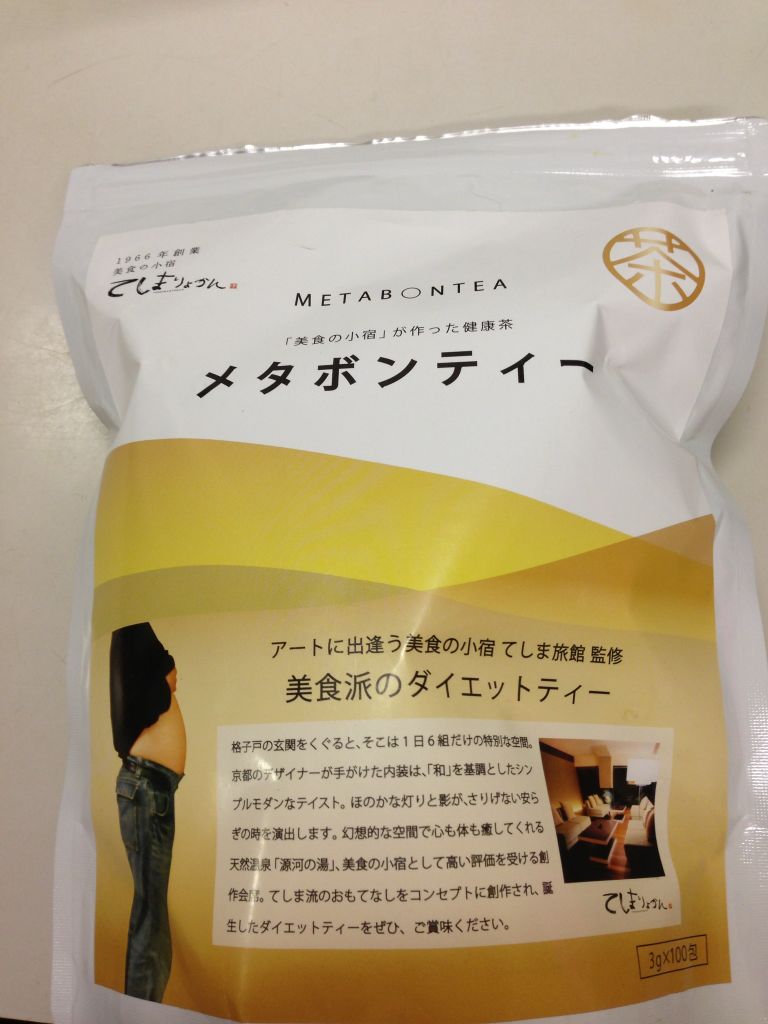 1966年創業
美食の小宿
てしまりょかん
茶
METABONTEA
「美食の小宿」が作った健康茶
メタボンティー
アートに出逢う美食の小宿 てしま旅館 監修
美食派のダイエットティー
格子戸の玄関をくぐると、そこは1日6組だけの特別な空間。
京都のデザイナーが手がけた内装は、「和」を基調としたシン
プルモダンなテイスト。ほのかな灯りと影が、さりげない安ら
ぎの時を演出します。幻想的な空間で心も体も癒してくれる
天然温泉「源河の湯」、美食の小宿として高い評価を受ける創
作会席。てしま流のおもてなしをコンセプトに創作され、誕
生したダイエットティーをぜひ、ご賞味ください。
てしまりょかん
3g×100包